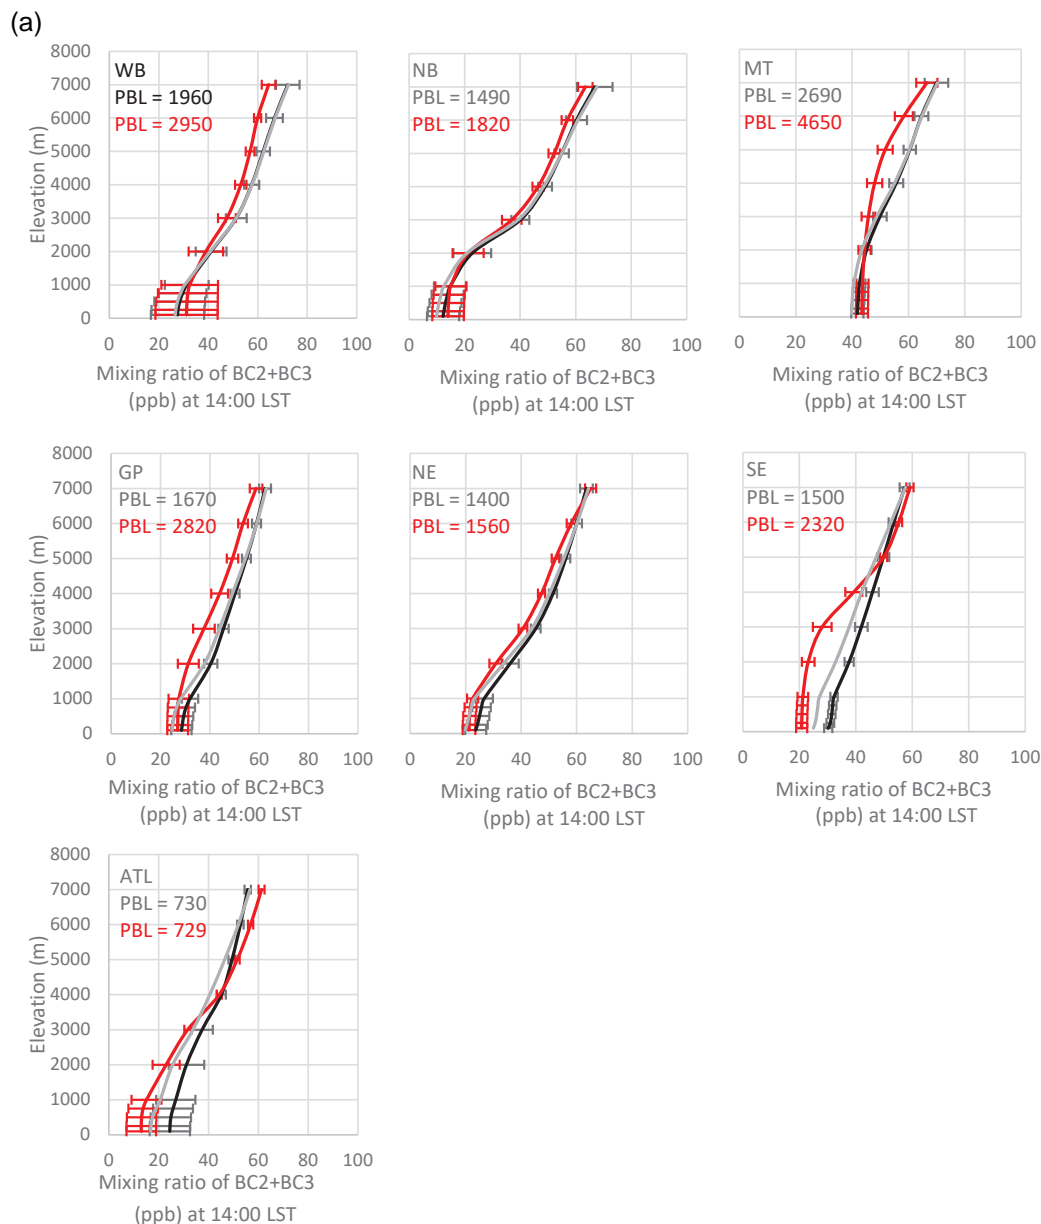 (a)
8000
7000
6000
5000
4000
3000
2000
1000
0
Elevation (m)
WB
PBL = 1960
PBL = 2950
0 20 40 60 80 100
Mixing ratio of BC2+BC3
(ppb) at 14:00 LST
NB
PBL = 1490
PBL = 1820
0 20 40 60 80 100
Mixing ratio of BC2+BC3
(ppb) at 14:00 LST
MT
PBL = 2690
PBL = 4650
0 20 40 60 80 100
Mixing ratio of BC2+BC3
(ppb) at 14:00 LST
8000
7000
6000
5000
4000
3000
2000
1000
0
Elevation (m)
GP
PBL = 1670
PBL = 2820
0 20 40 60 80 100
Mixing ratio of BC2+BC3
(ppb) at 14:00 LST
NE
PBL = 1400
PBL = 1560
0 20 40 60 80 100
Mixing ratio of BC2+BC3
(ppb) at 14:00 LST
SE
PBL = 1500
PBL = 2320
0 20 40 60 80 100
Mixing ratio of BC2+BC3
(ppb) at 14:00 LST
8000
7000
6000
5000
4000
3000
2000
1000
0
Elevation (m)
ATL
PBL = 730
PBL = 729
0 20 40 60 80 100
Mixing ratio of BC2+BC3
(ppb) at 14:00 LST